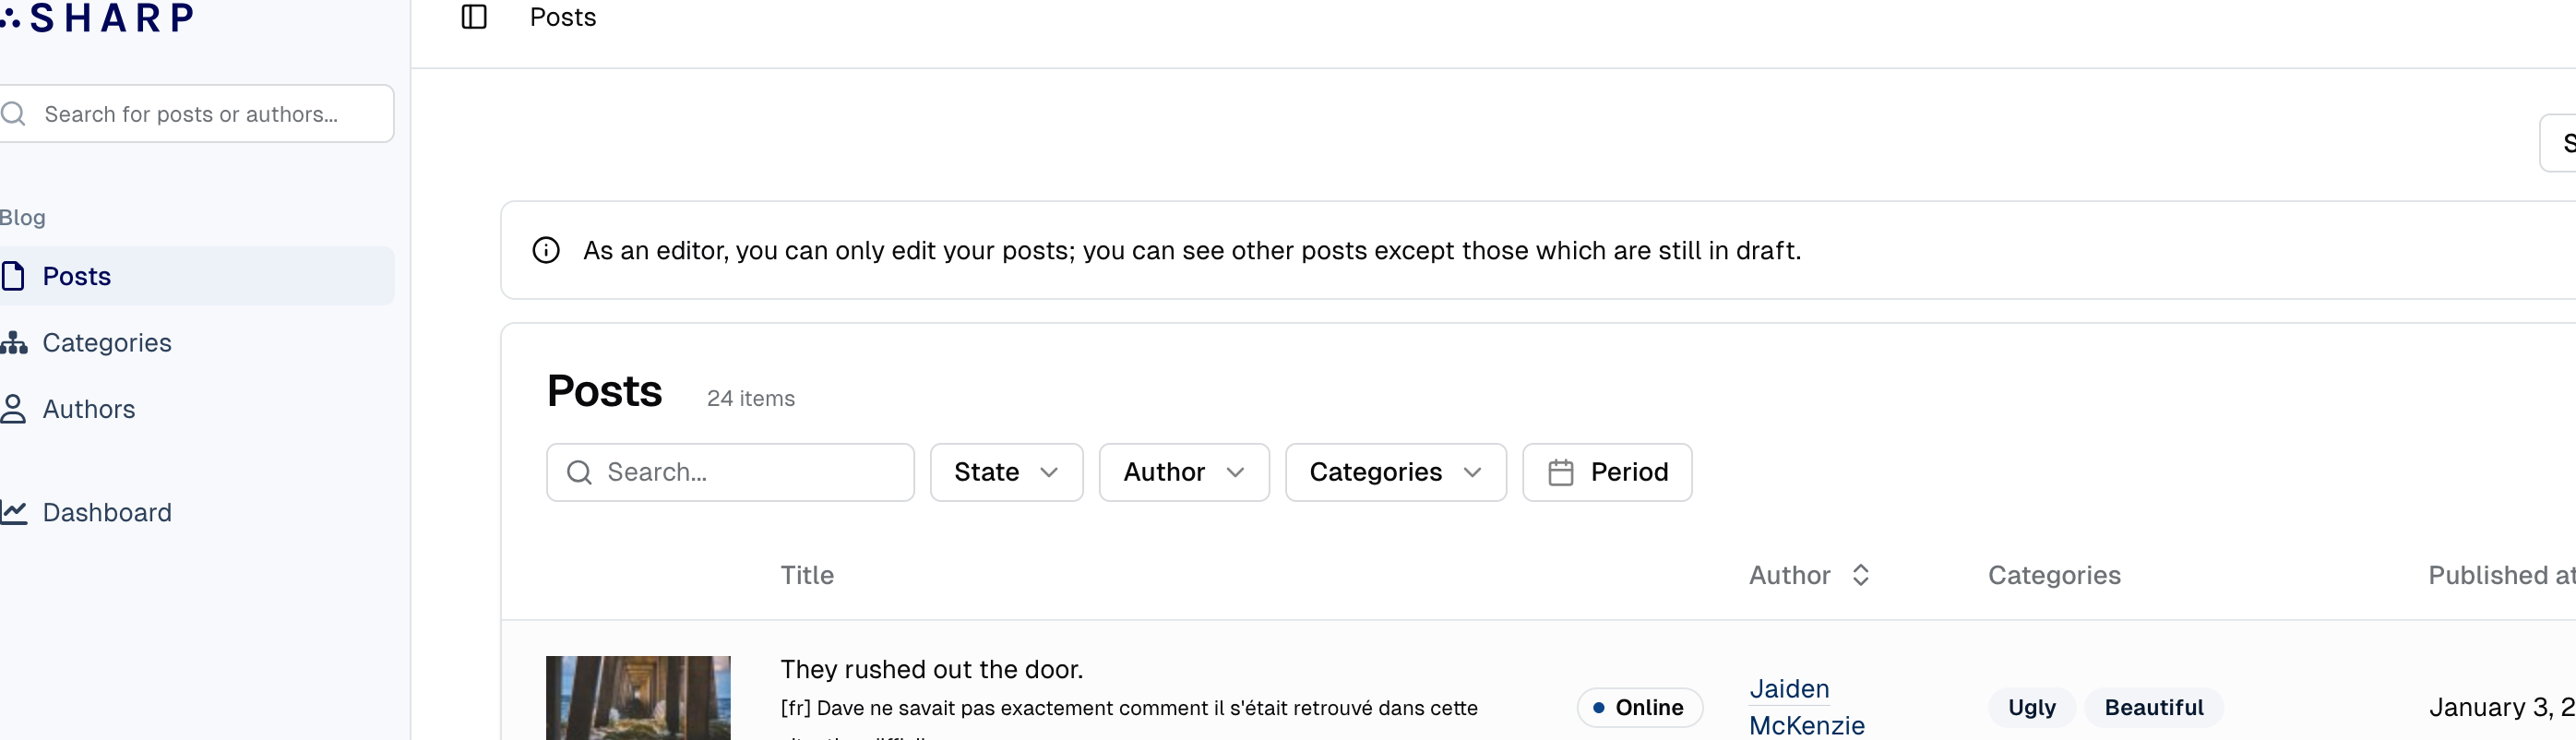 SHARP
Posts
Search for posts or authors...
Blog
Posts
Categories
Authors
Dashboard
As an editor, you can only edit your posts; you can see other posts except those which are still in draft.
Posts 24 items
Search... State Author Categories Period
Title Author Categories Published at
They rushed out the door.
[fr] Dave ne savait pas exactement comment il s'était retrouvé dans cette
Online
Jaiden
McKenzie
Ugly Beautiful
January 3,